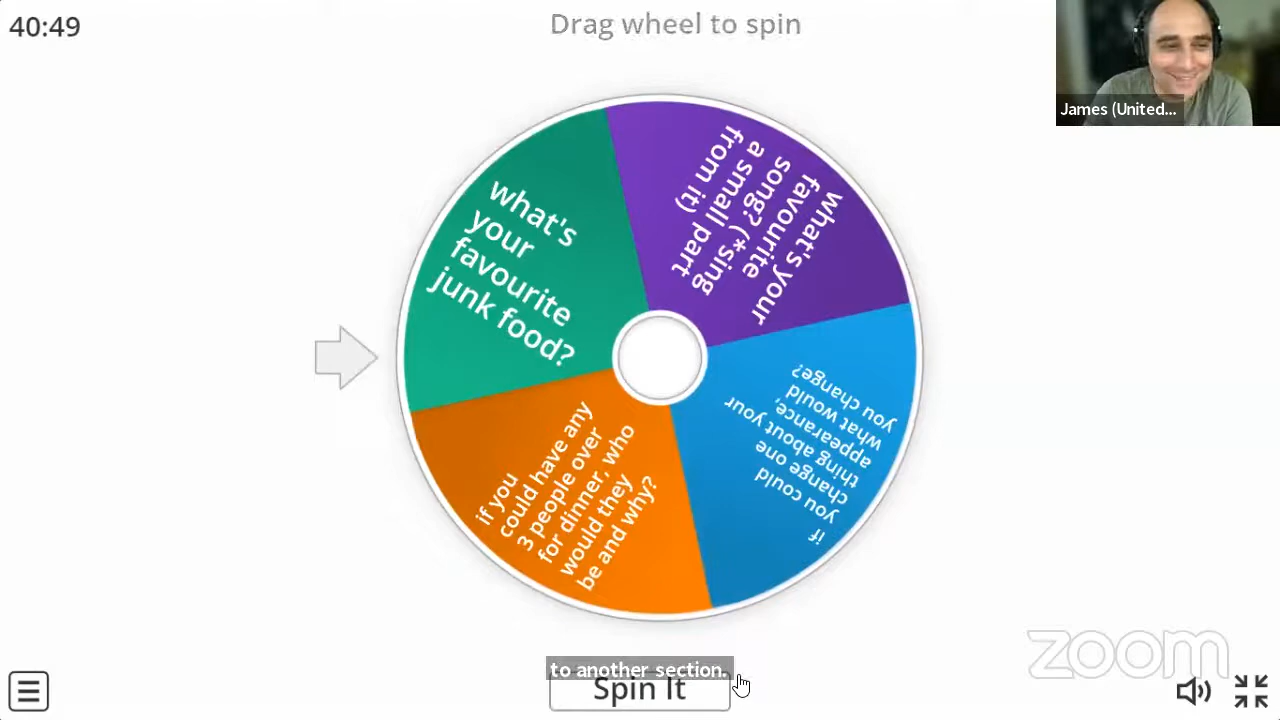 40:49
Drag wheel to spin
James (United...
what's
your
favourite
junk food?
what's your
favourite
song? (*sing
a small part
from it)
if
you could
change one
thing about your
appearance,
what would
you change?
if you
could have any
3 people over
for dinner, who
would they
be and why?
to another section.
Spin It
zoom